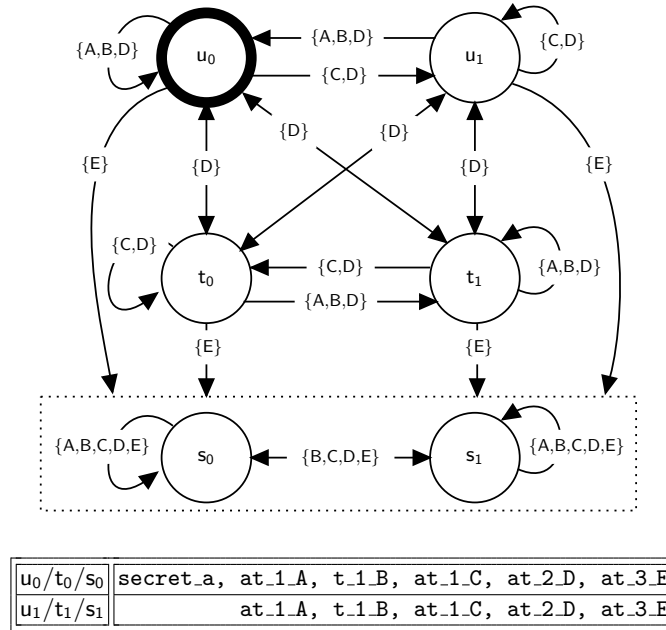 {A,B,D} u0 {A,B,D} u1 {C,D}
{C,D}
{D} {D}
{E} {D} {D} {E}
{C,D} t0 {C,D} t1 {A,B,D}
{A,B,D}
{E} {E}
{A,B,C,D,E} s0 {B,C,D,E} s1 {A,B,C,D,E}
u0/t0/s0 secret_a, at_1_A, t_1_B, at_1_C, at_2_D, at_3_E
u1/t1/s1 at_1_A, t_1_B, at_1_C, at_2_D, at_3_E